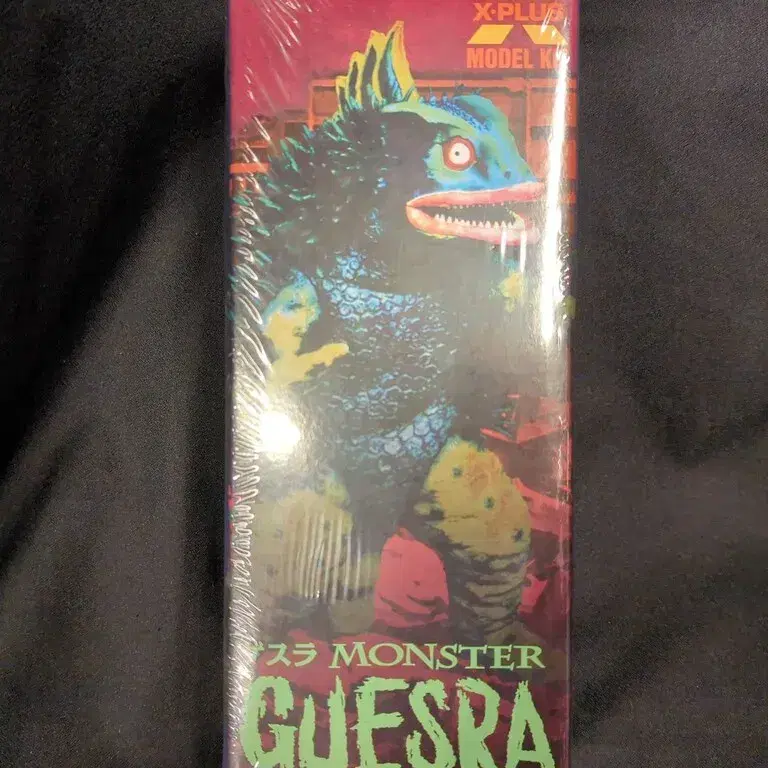 X-PLUS
MODEL K
スラ MONSTER
GUESRA